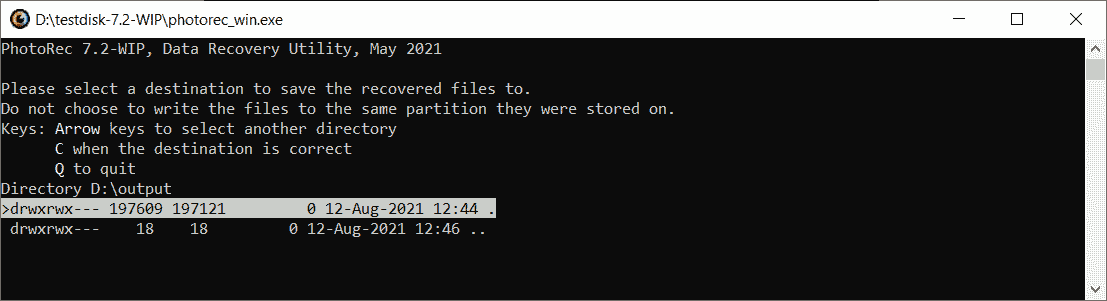 D:\testdisk-7.2-WIP\photorec_win.exe
PhotoRec 7.2-WIP, Data Recovery Utility, May 2021
Please select a destination to save the recovered files to.
Do not choose to write the files to the same partition they were stored on.
Keys: Arrow keys to select another directory
      C when the destination is correct
      Q to quit
Directory D:\output
>drwxrwx--- 197609 197121         0 12-Aug-2021 12:44 .
 drwxrwx---    18    18         0 12-Aug-2021 12:46 ..